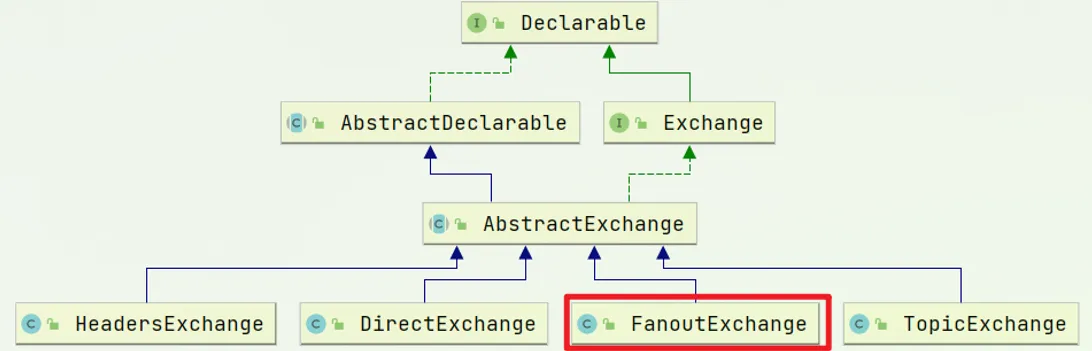 I Declarable
C AbstractDeclarable
I Exchange
C AbstractExchange
C HeadersExchange
C DirectExchange
C FanoutExchange
C TopicExchange